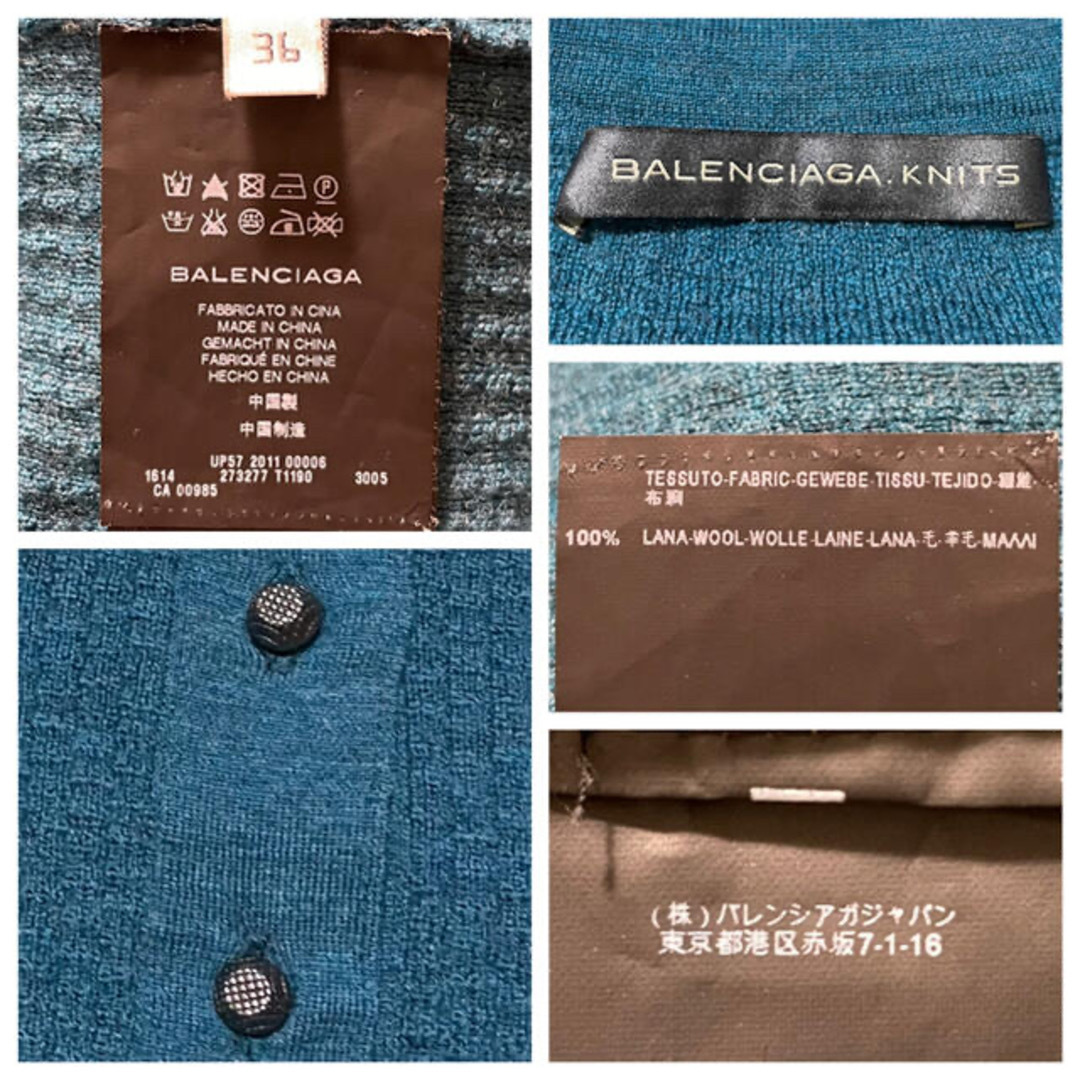 36
BALENCIAGA
FABBRICATO IN CINA
MADE IN CHINA
GEMACHT IN CHINA
FABRIQUÉ EN CHINE
HECHO EN CHINA
中国製
中国制造
UP57 2011 00006
1614 273277 T1190 3005
CA 00985
BALENCIAGA.KNITS
TESSUTO-FABRIC-GEWEBE-TISSU-TEJIDO-
100% LANA-WOOL-WOLLE-LAINE-LANA-毛-羊毛-
(株)バレンシアガジャパン
東京都港区赤坂7-1-16